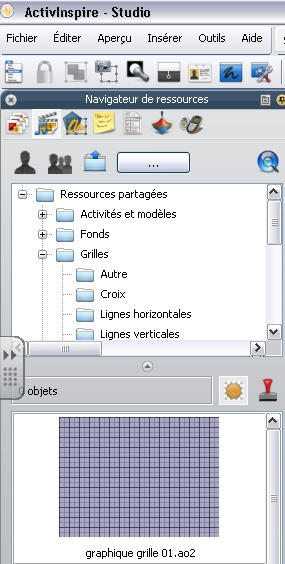 ActivInspire - Studio
Fichier Éditer Aperçu Insérer Outils Aide
Navigateur de ressources
...
Ressources partagées
Activités et modèles
Fonds
Grilles
Autre
Croix
Lignes horizontales
Lignes verticales
objets
graphique grille 01.ao2